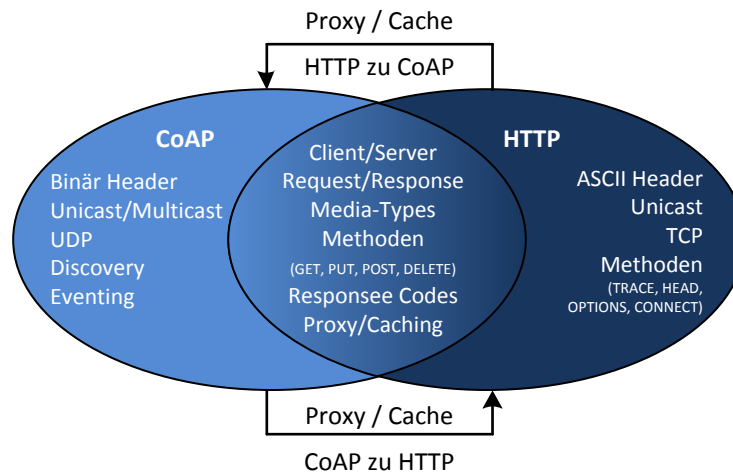 Proxy / Cache
HTTP zu CoAP
CoAP
Binär Header
Unicast/Multicast
UDP
Discovery
Eventing
Client/Server
Request/Response
Media-Types
Methoden
(GET, PUT, POST, DELETE)
Responsee Codes
Proxy/Caching
HTTP
ASCII Header
Unicast
TCP
Methoden
(TRACE, HEAD,
OPTIONS, CONNECT)
Proxy / Cache
CoAP zu HTTP